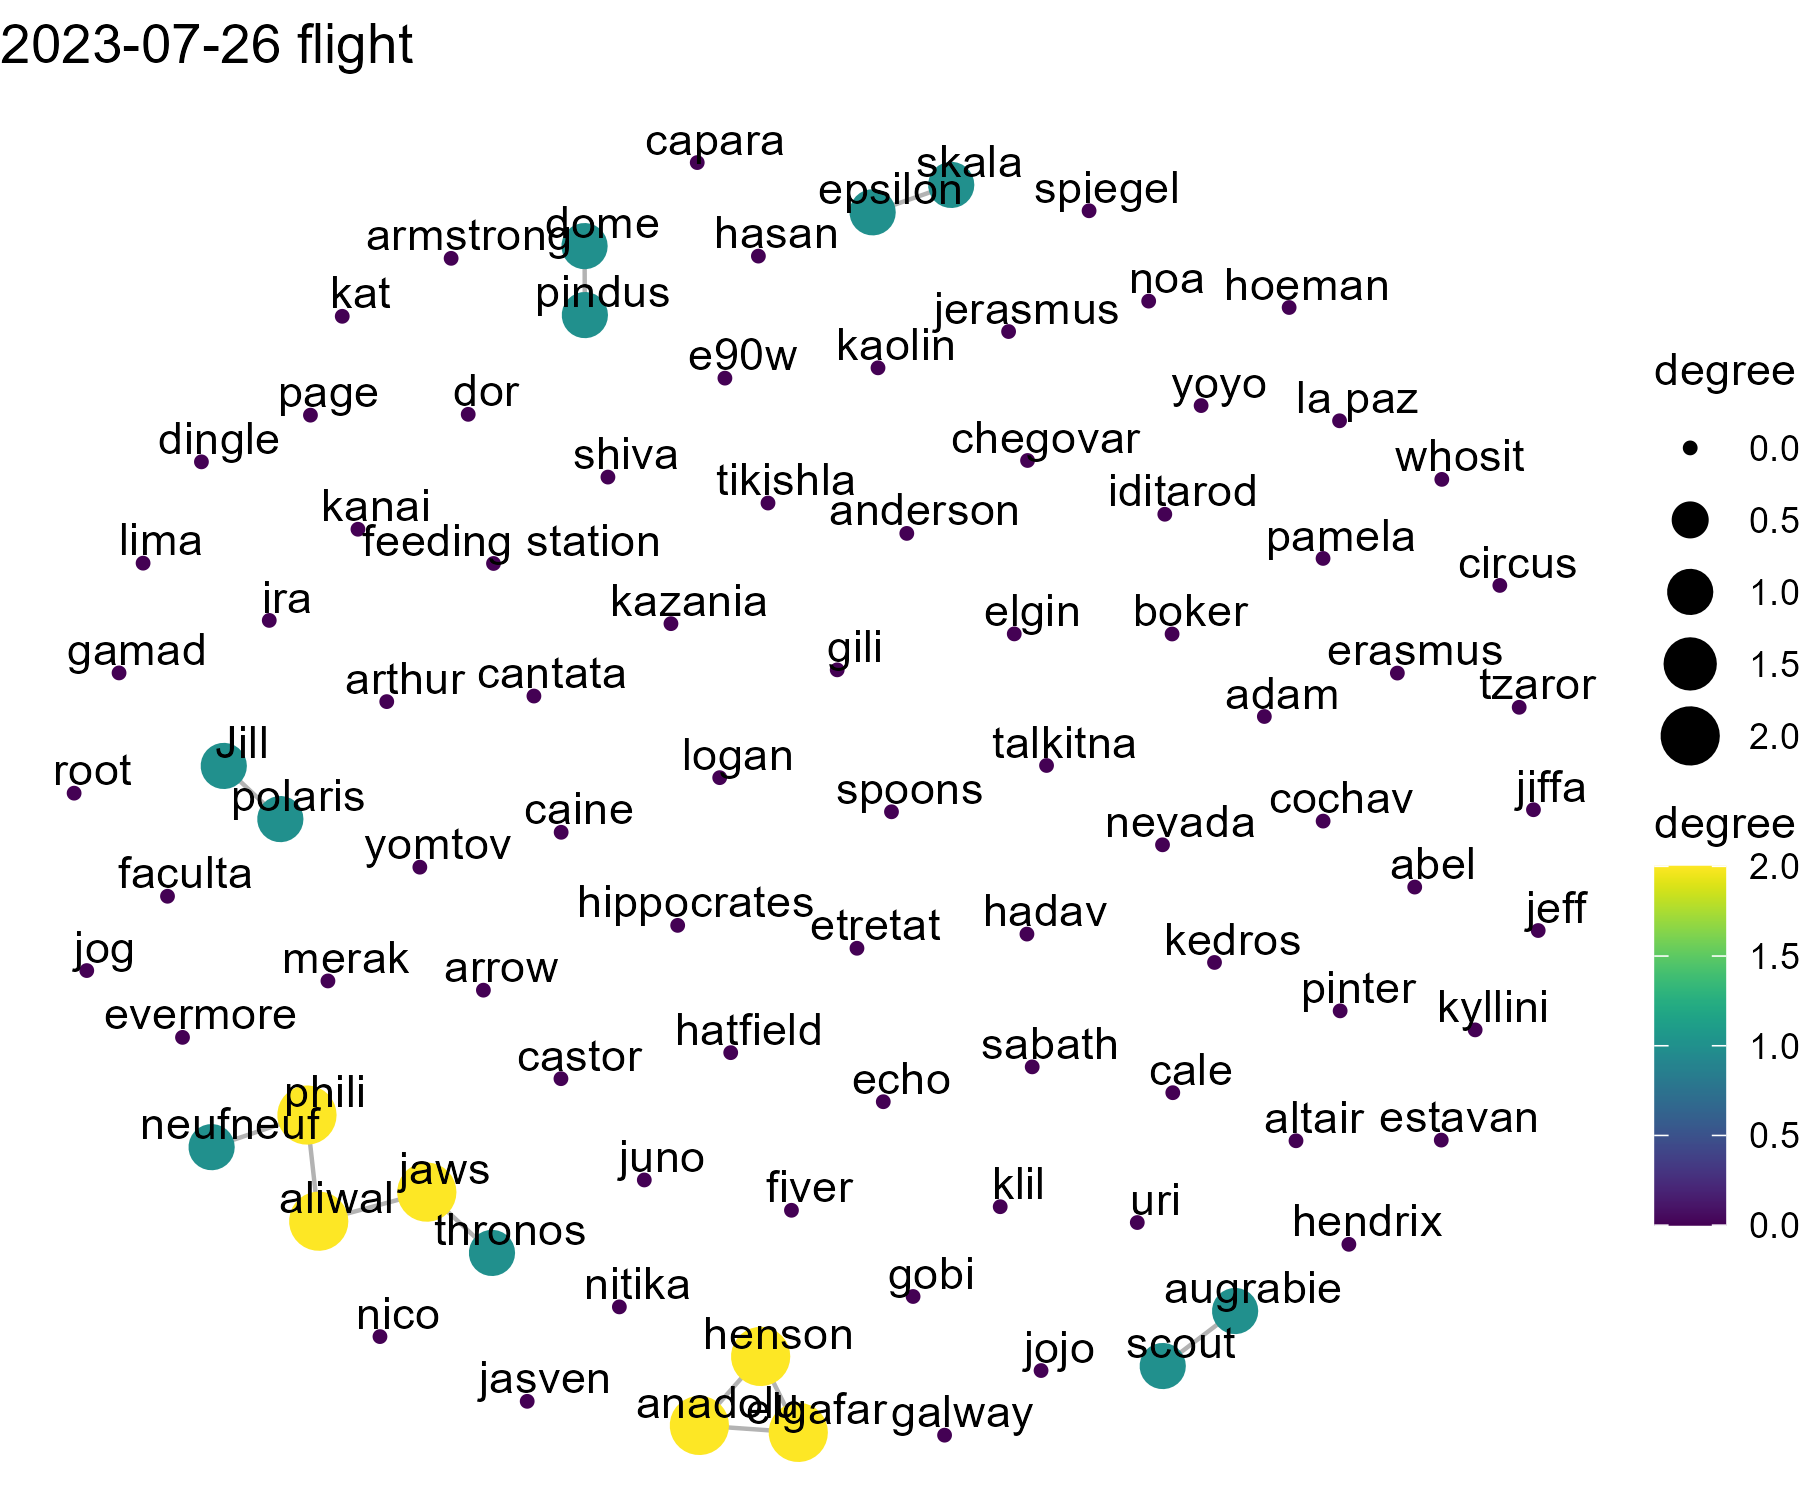 2023-07-26 flight
capara
skala
epsilon
spiegel
dome
armstrong
hasan
noa
hoeman
kat
pindus
jerasmus
e90w
kaolin
page
dor
yoyo
la paz
dingle
chegovar
shiva
whosit
tikishla
iditarod
kanai
anderson
lima
feeding station
pamela
circus
ira
kazania
elgin
boker
gamad
gili
erasmus
arthur
cantata
adam
tzaror
Jill
talkitna
root
logan
polaris
spoons
cochav
jiffa
caine
nevada
yomtov
faculta
abel
hippocrates
etretat
hadav
jeff
jog
merak
arrow
kedros
evermore
pinter
kyllini
hatfield
sabath
castor
echo
cale
phili
neufneuf
altair
estavan
juno
jaws
fiver
klil
aliwal
uri
thronos
hendrix
nitika
gobi
augrabie
nico
henson
jojo
scout
jasven
anadolu
elgafar
galway
degree
0.0
0.5
1.0
1.5
2.0
degree
2.0
1.5
1.0
0.5
0.0